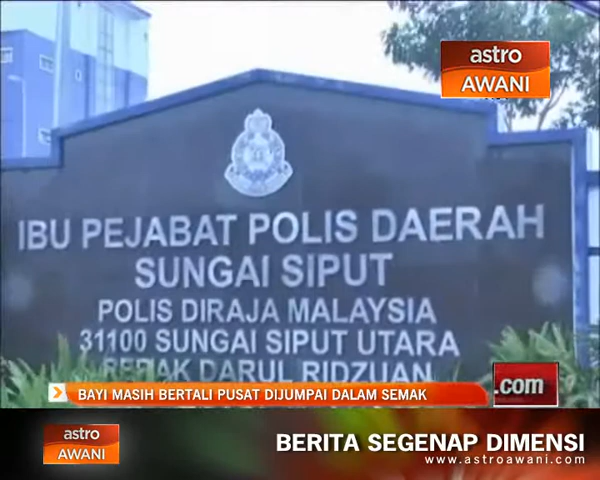 astro
AWANI
IBU PEJABAT POLIS DAERAH
SUNGAI SIPUT
POLIS DIRAJA MALAYSIA
31100 SUNGAI SIPUT UTARA
PERAK DARUL RIDZUAN
BAYI MASIH BERTALI PUSAT DIJUMPAI DALAM SEMAK
.com
astro
AWANI
BERITA SEGENAP DIMENSI
www.astroawani.com